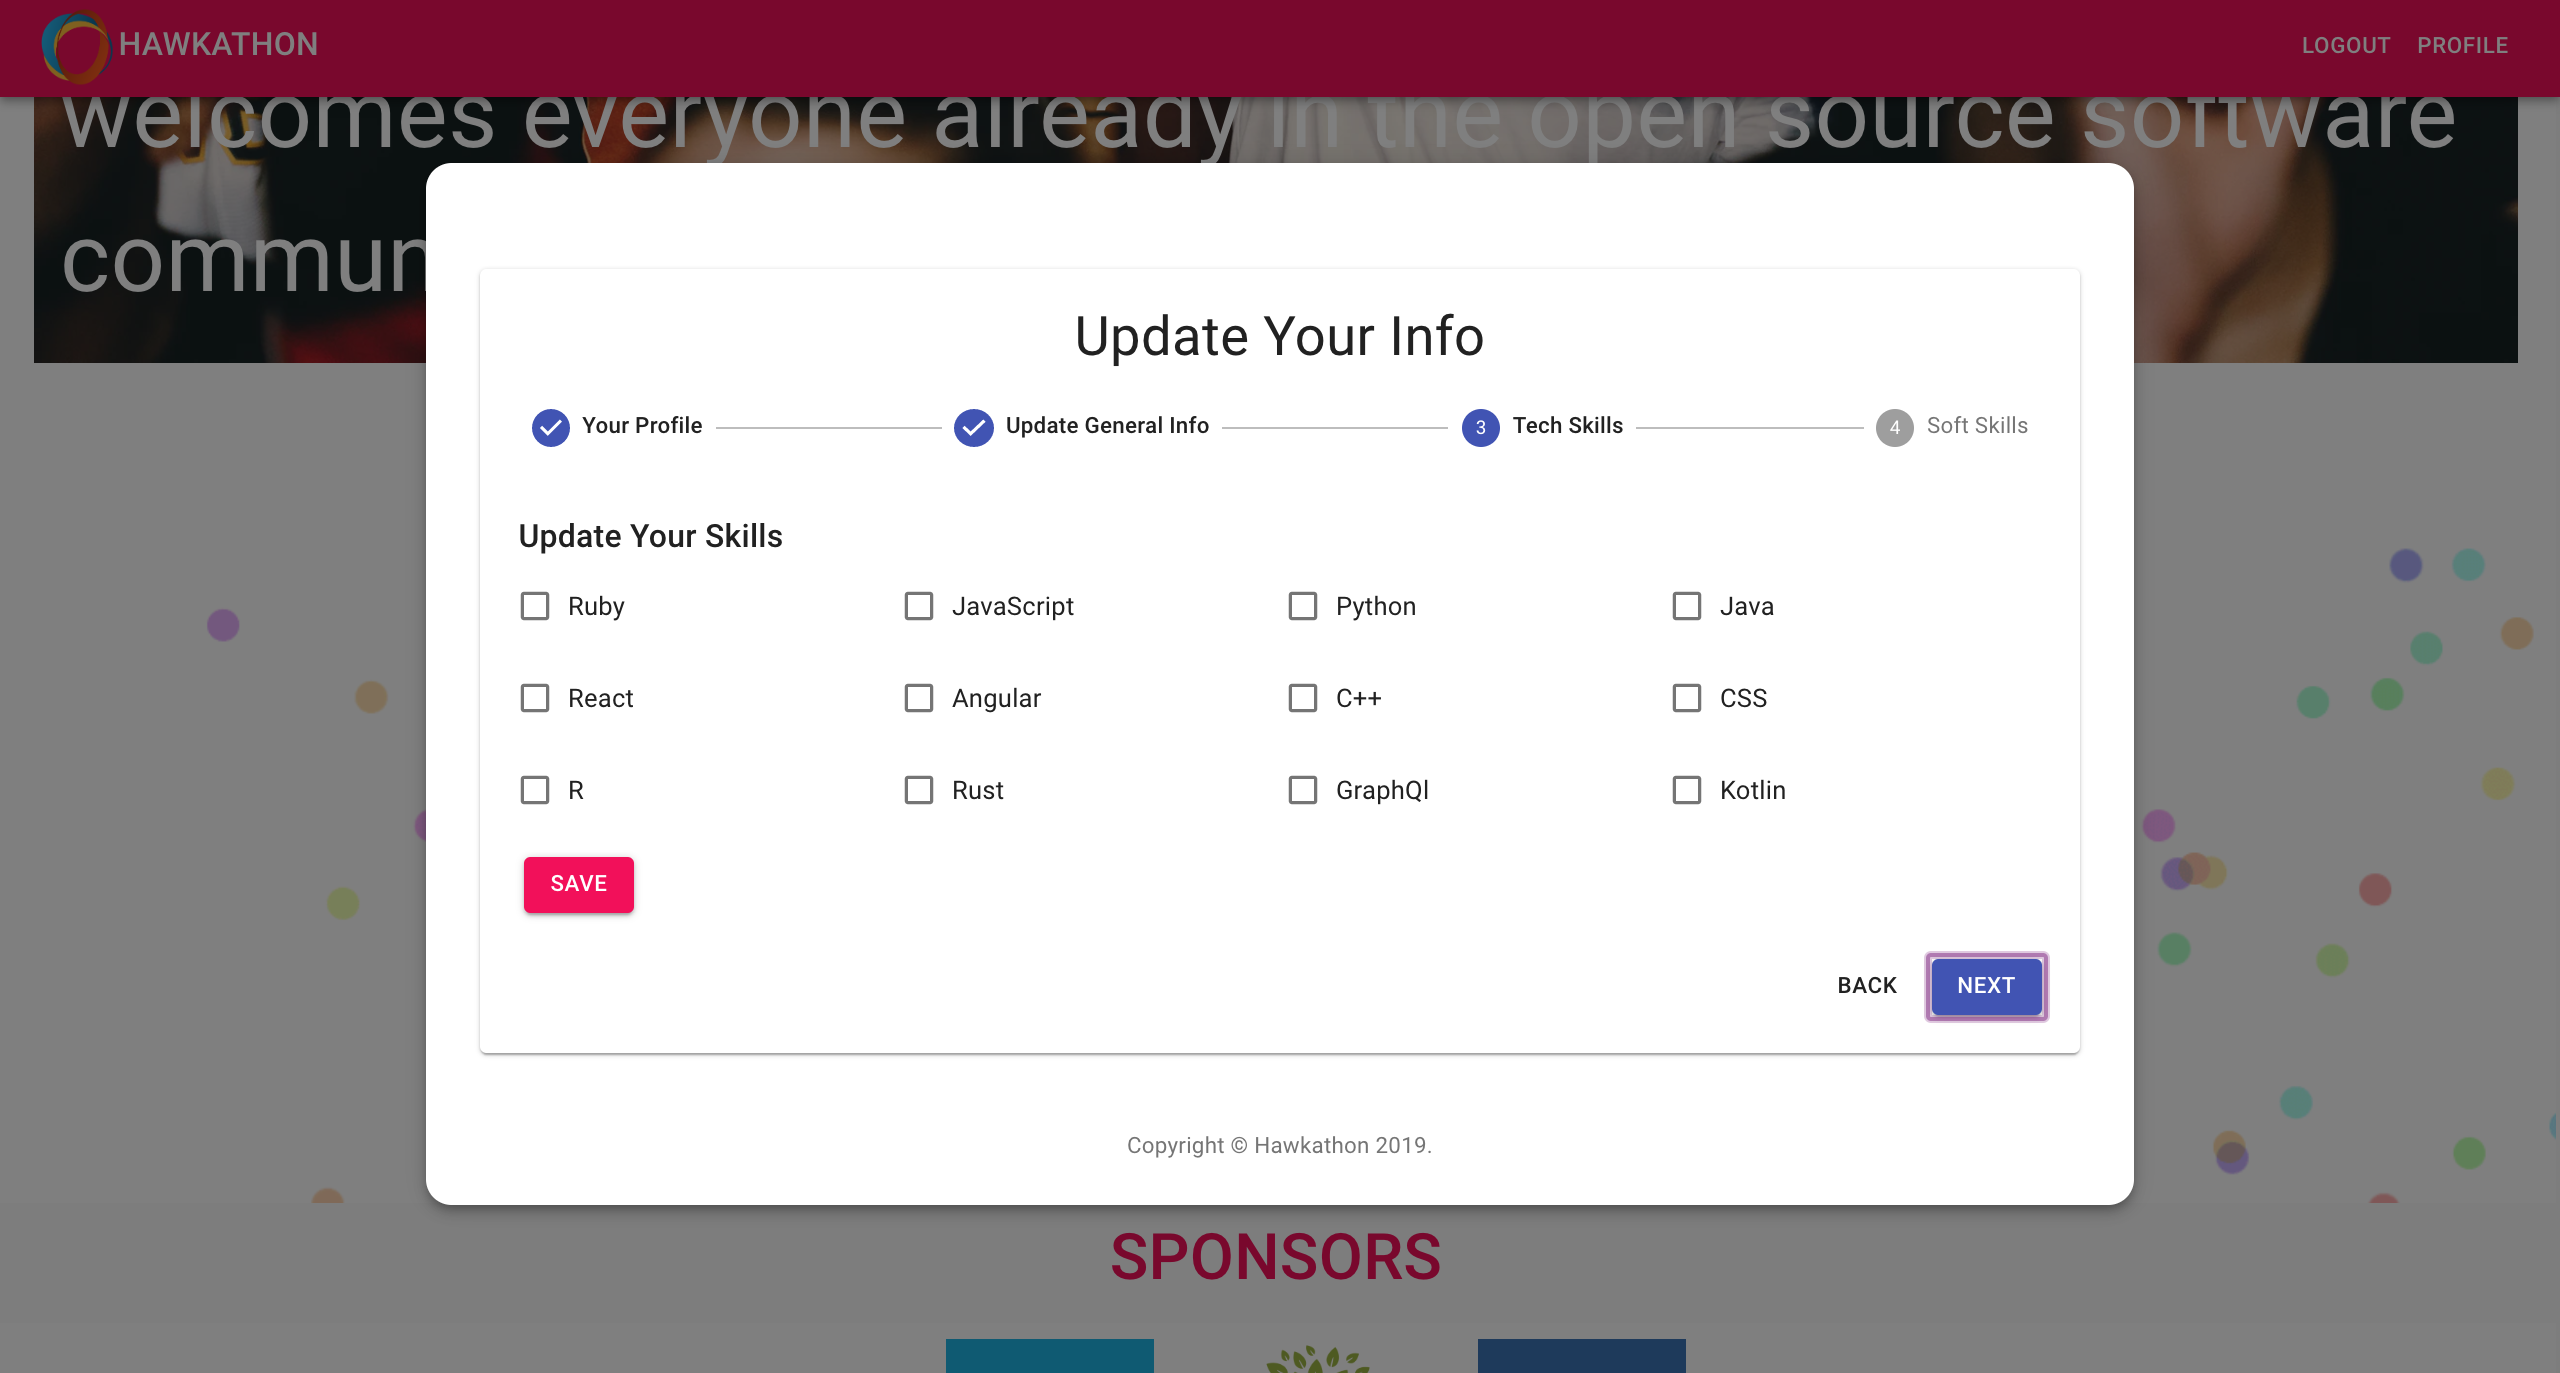 HAWKATHON
LOGOUT PROFILE
welcomes everyone already in the open source software
commun
Update Your Info
Your Profile
Update General Info
3 Tech Skills
4 Soft Skills
Update Your Skills
Ruby
JavaScript
Python
Java
React
Angular
C++
CSS
R
Rust
GraphQl
Kotlin
SAVE
BACK
NEXT
Copyright © Hawkathon 2019.
SPONSORS